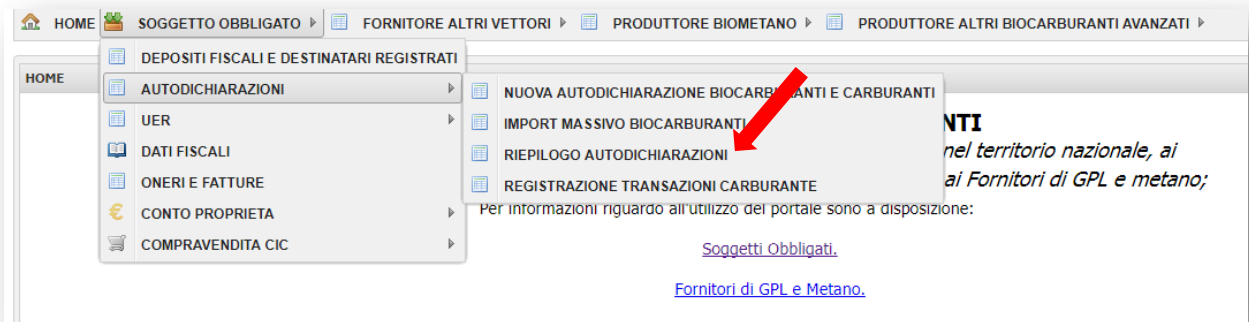 HOME SOGGETTO OBBLIGATO FORNITORE ALTRI VETTORI PRODUTTORE BIOMETANO PRODUTTORE ALTRI BIOCARBURANTI AVANZATI
HOME
DEPOSITI FISCALI E DESTINATARI REGISTRATI
AUTODICHIARAZIONI
UER
DATI FISCALI
ONERI E FATTURE
CONTO PROPRIETA
COMPRAVENDITA CIC
NUOVA AUTODICHIARAZIONE BIOCARBURANTI E CARBURANTI
IMPORT MASSIVO BIOCARBURANTI
RIEPILOGO AUTODICHIARAZIONI
REGISTRAZIONE TRANSAZIONI CARBURANTE
NTI
nel territorio nazionale, ai
ai Fornitori di GPL e metano;
Per informazioni riguardo all'utilizzo del portale sono a disposizione:
Soggetti Obbligati.
Fornitori di GPL e Metano.